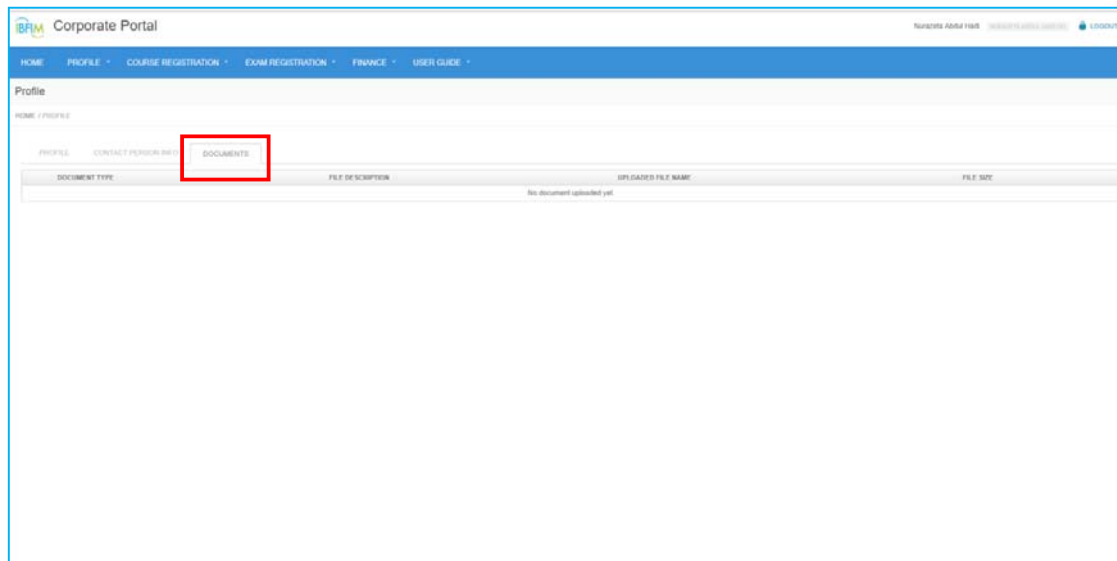 IBFIM Corporate Portal
Nurazeta Abdul Hadi
LOGOUT
HOME PROFILE COURSE REGISTRATION EXAM REGISTRATION FINANCE USER GUIDE
Profile
HOME / PROFILE
PROFILE CONTACT PERSON INFO DOCUMENTS
DOCUMENT TYPE FILE DESCRIPTION UPLOADED FILE NAME FILE SIZE
No document uploaded yet.